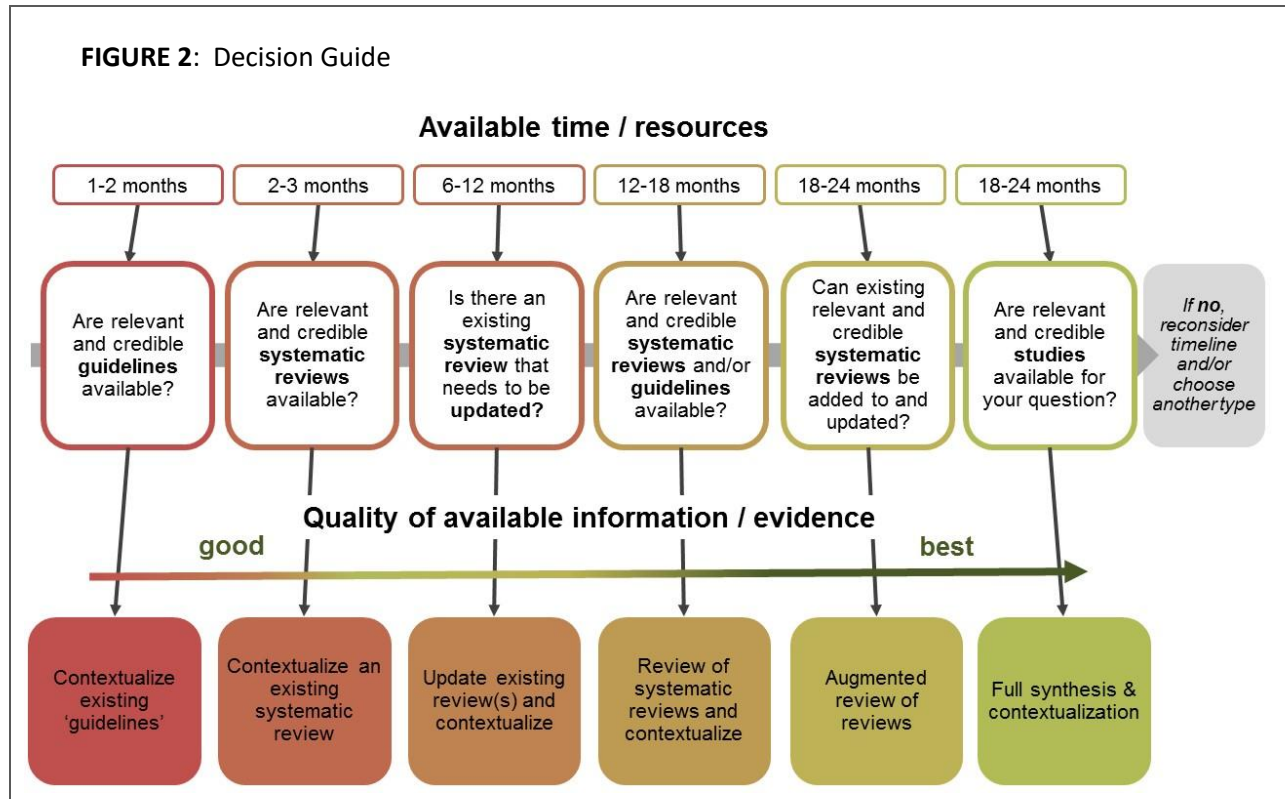 FIGURE 2: Decision Guide
Available time / resources
1-2 months
2-3 months
6-12 months
12-18 months
18-24 months
18-24 months
Are relevant
and credible
guidelines
available?
Are relevant
and credible
systematic
reviews
available?
Is there an
existing
systematic
review that
needs to be
updated?
Are relevant
and credible
systematic
reviews and/or
guidelines
available?
Can existing
relevant and
credible
systematic
reviews be
added to and
updated?
Are relevant
and credible
studies
available for
your question?
If no,
reconsider
timeline
and/or
choose
another type
Quality of available information / evidence
good
best
Contextualize
existing
‘guidelines’
Contextualize an
existing
systematic
review
Update existing
review(s) and
contextualize
Review of
systematic
reviews and
contextualize
Augmented
review of
reviews
Full synthesis &
contextualization